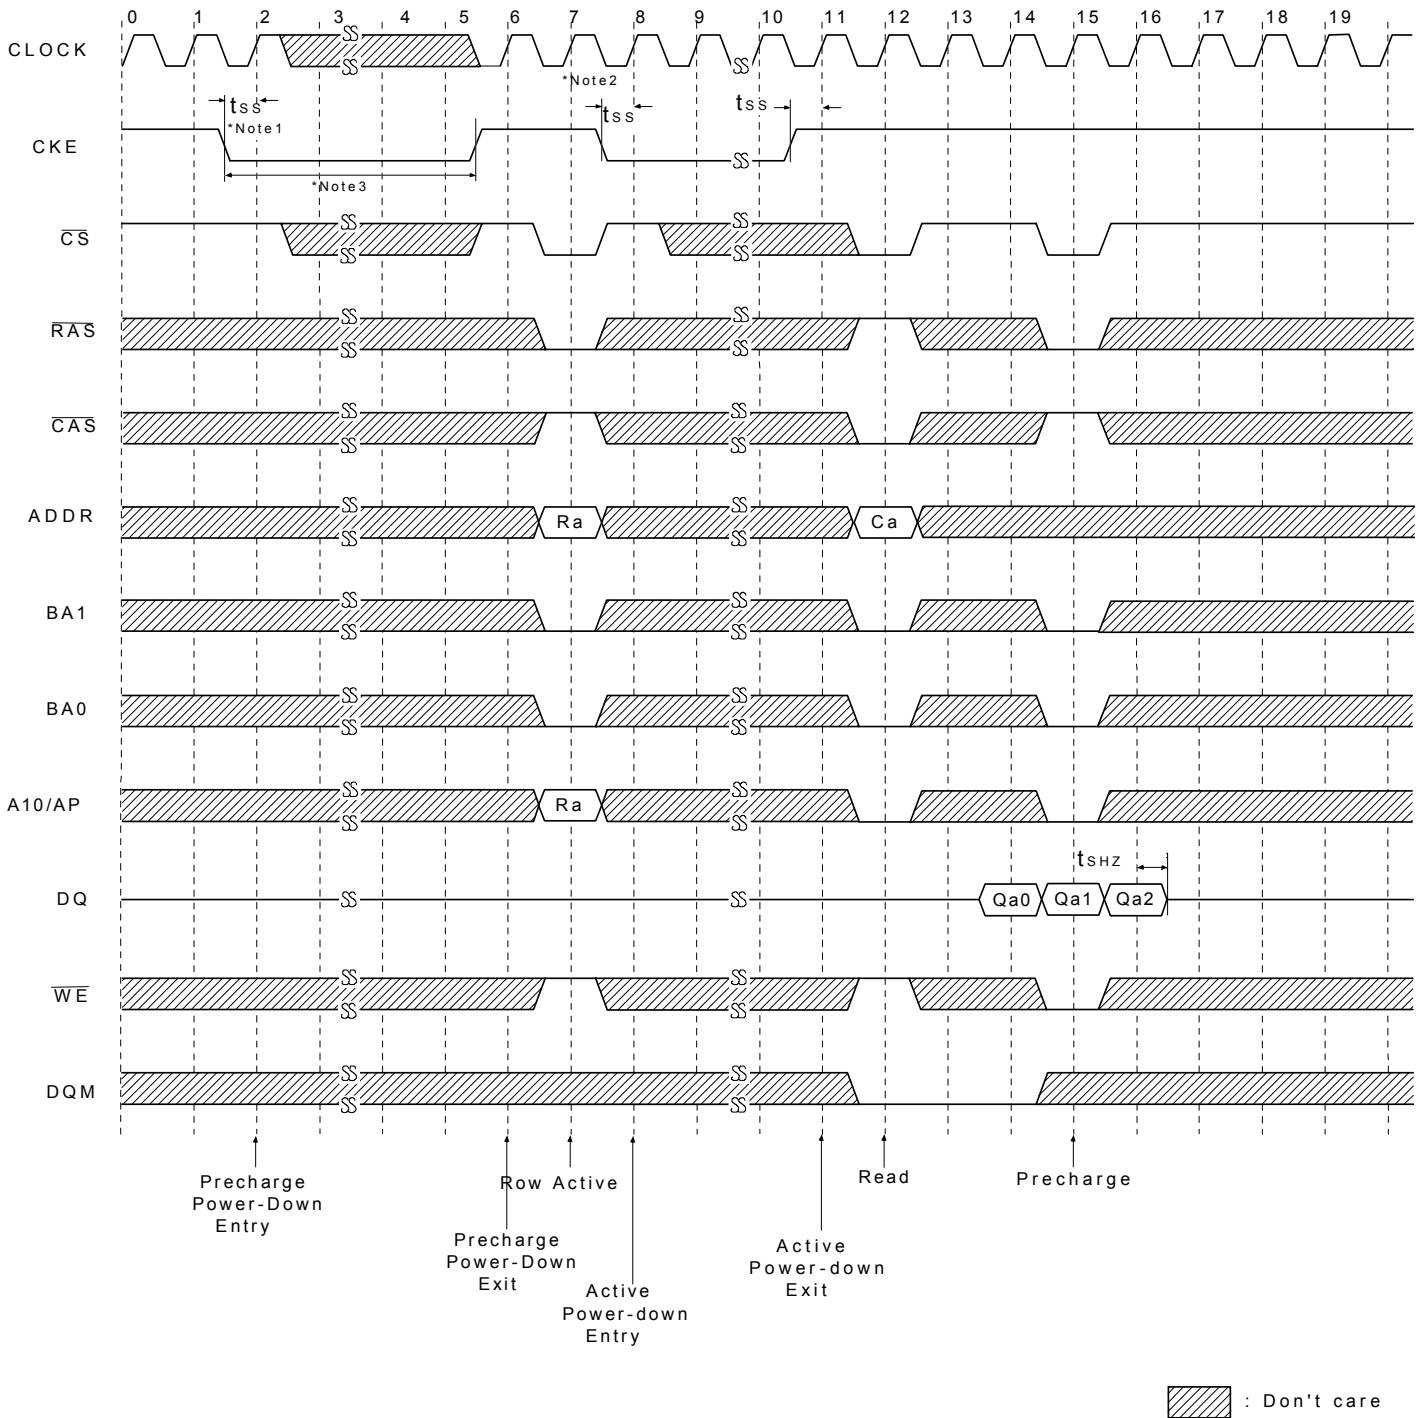 0 1 2 3 4 5 6 7 8 9 10 11 12 13 14 15 16 17 18 19
CLOCK
*Note2
tSS
tSS
tSS
*Note1
CKE
*Note3
CS
RAS
CAS
ADDR
Ra
Ca
BA1
BA0
A10/AP
Ra
tSHZ
DQ
Qa0 Qa1 Qa2
WE
DQM
Precharge
Power-Down
Entry
Row Active
Precharge
Power-Down
Exit
Active
Power-down
Entry
Active
Power-down
Exit
Read
Precharge
: Don't care